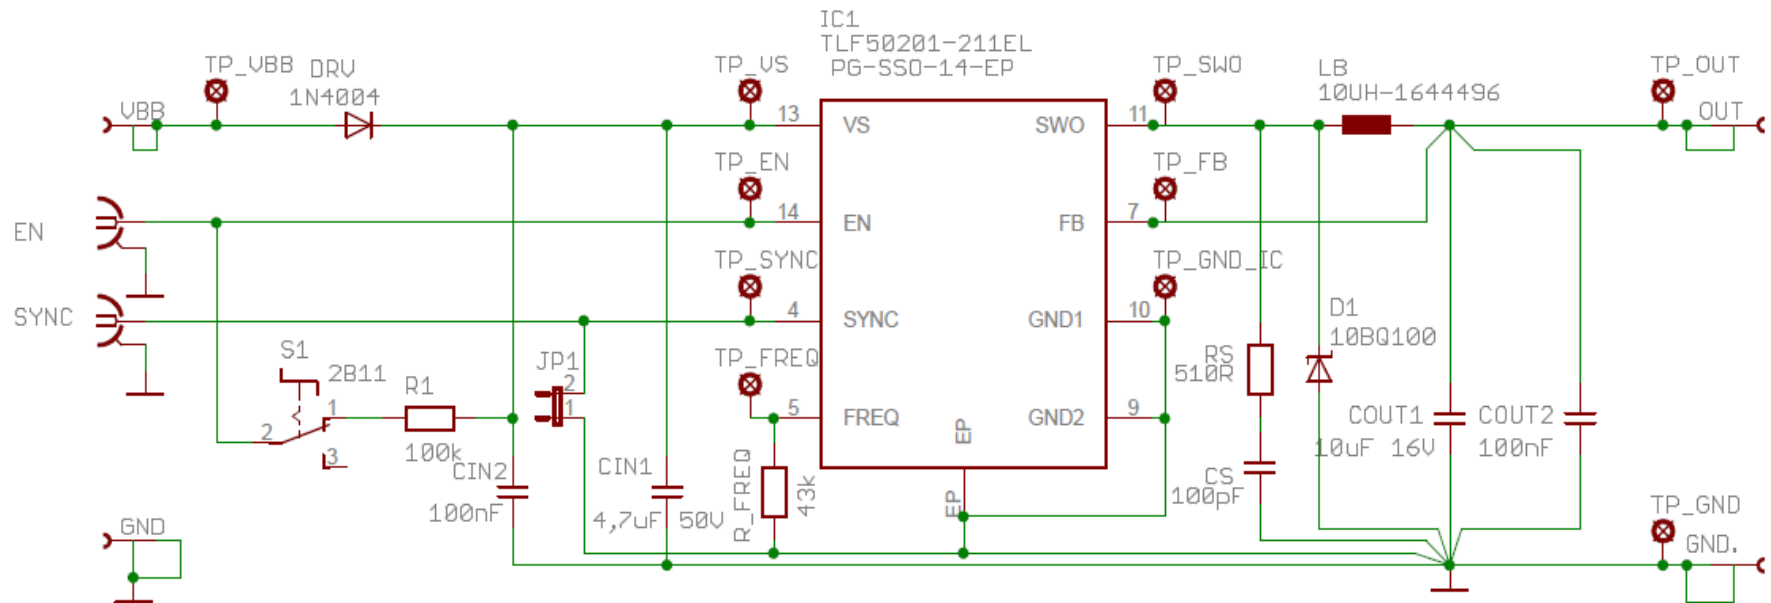 IC1
TLF50201-211EL
PG-SSO-14-EP
TP_VBB
DRV
1N4004
TP_VS
TP_SWO
LB
10UH-1644496
TP_OUT
VBB
13
VS
SWO
11
OUT
TP_EN
TP_FB
EN
14
EN
FB
7
TP_SYNC
TP_GND_IC
SYNC
4
SYNC
GND1
10
D1
10BQ100
S1
2B11
R1
JP1
2
1
TP_FREQ
RS
510R
1
2
3
100k
5
FREQ
GND2
9
EP
COUT1
10uF 16V
COUT2
100nF
CIN2
100nF
CIN1
4,7uF 50V
R_FREQ
43k
EP
CS
100pF
GND
TP_GND
GND.